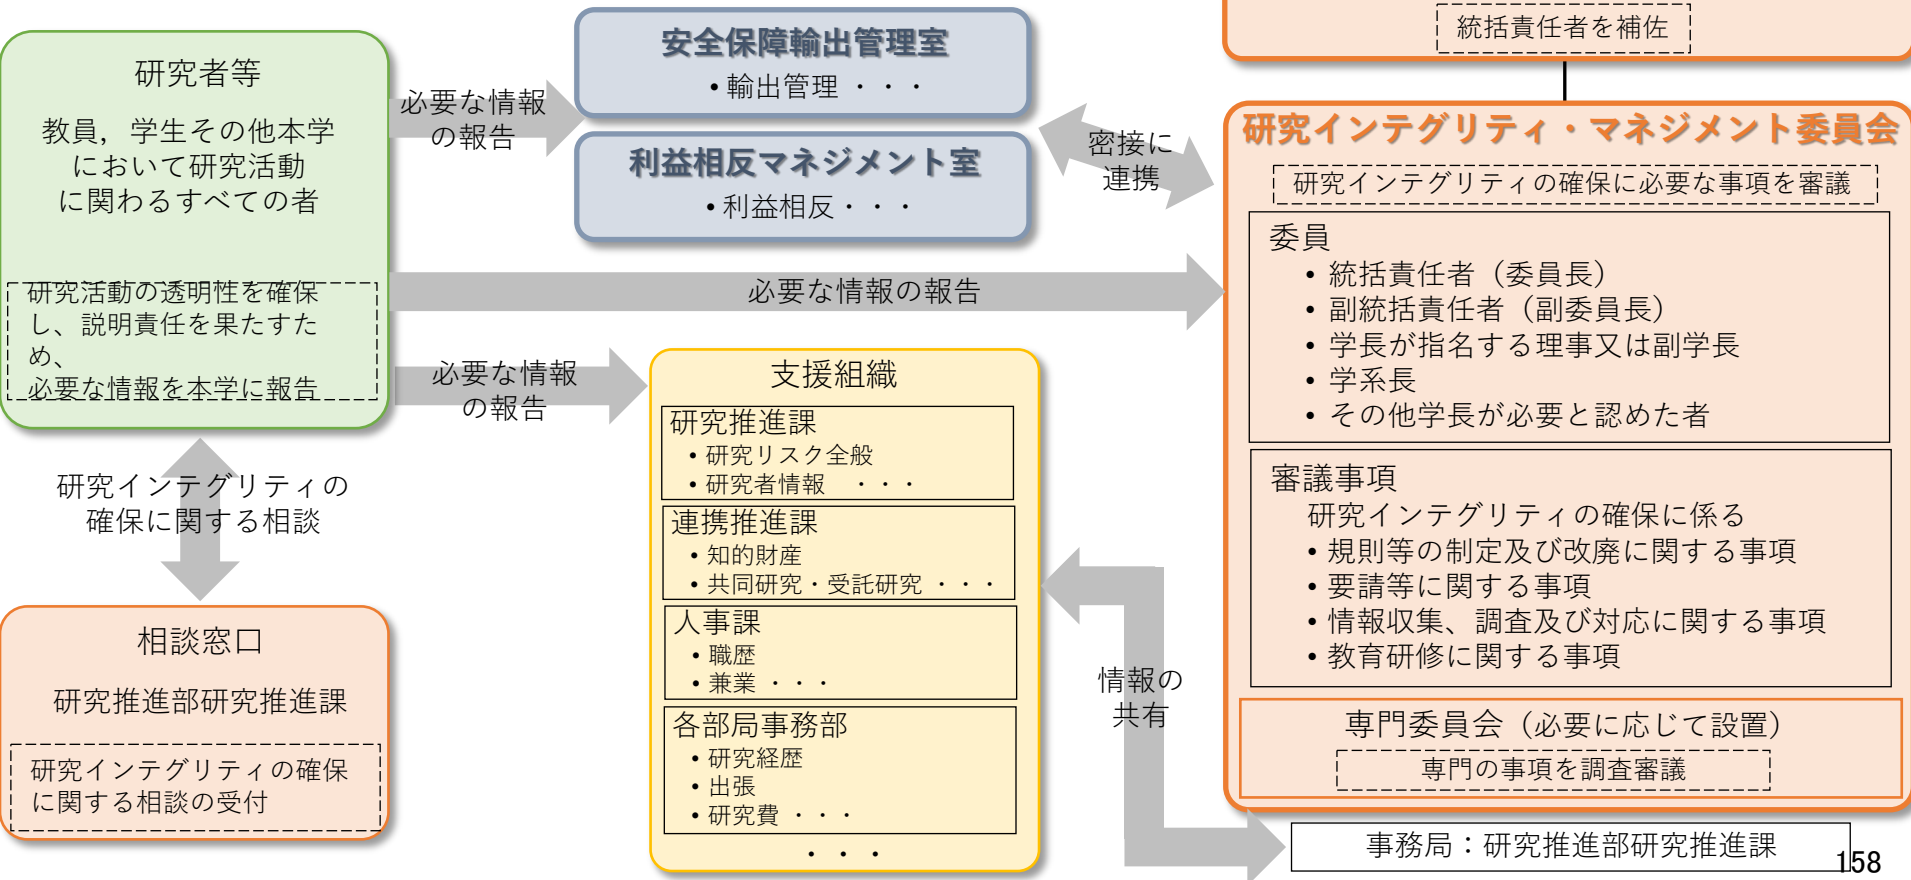 統括責任者を補佐
研究者等
教員，学生その他本学
において研究活動
に関わるすべての者
研究活動の透明性を確保
し、説明責任を果たすた
め、
必要な情報を本学に報告
必要な情報
の報告
安全保障輸出管理室
• 輸出管理 ・・・
利益相反マネジメント室
• 利益相反・・・
密接に
連携
必要な情報の報告
必要な情報
の報告
研究インテグリティの
確保に関する相談
相談窓口
研究推進部研究推進課
研究インテグリティの確保
に関する相談の受付
支援組織
研究推進課
• 研究リスク全般
• 研究者情報 ・・・
連携推進課
• 知的財産
• 共同研究・受託研究 ・・・
人事課
• 職歴
• 兼業 ・・・
各部局事務部
• 研究経歴
• 出張
• 研究費 ・・・
・・・
情報の
共有
研究インテグリティ・マネジメント委員会
研究インテグリティの確保に必要な事項を審議
委員
• 統括責任者（委員長）
• 副統括責任者（副委員長）
• 学長が指名する理事又は副学長
• 学系長
• その他学長が必要と認めた者
審議事項
研究インテグリティの確保に係る
• 規則等の制定及び改廃に関する事項
• 要請等に関する事項
• 情報収集、調査及び対応に関する事項
• 教育研修に関する事項
専門委員会（必要に応じて設置）
専門の事項を調査審議
事務局：研究推進部研究推進課
158